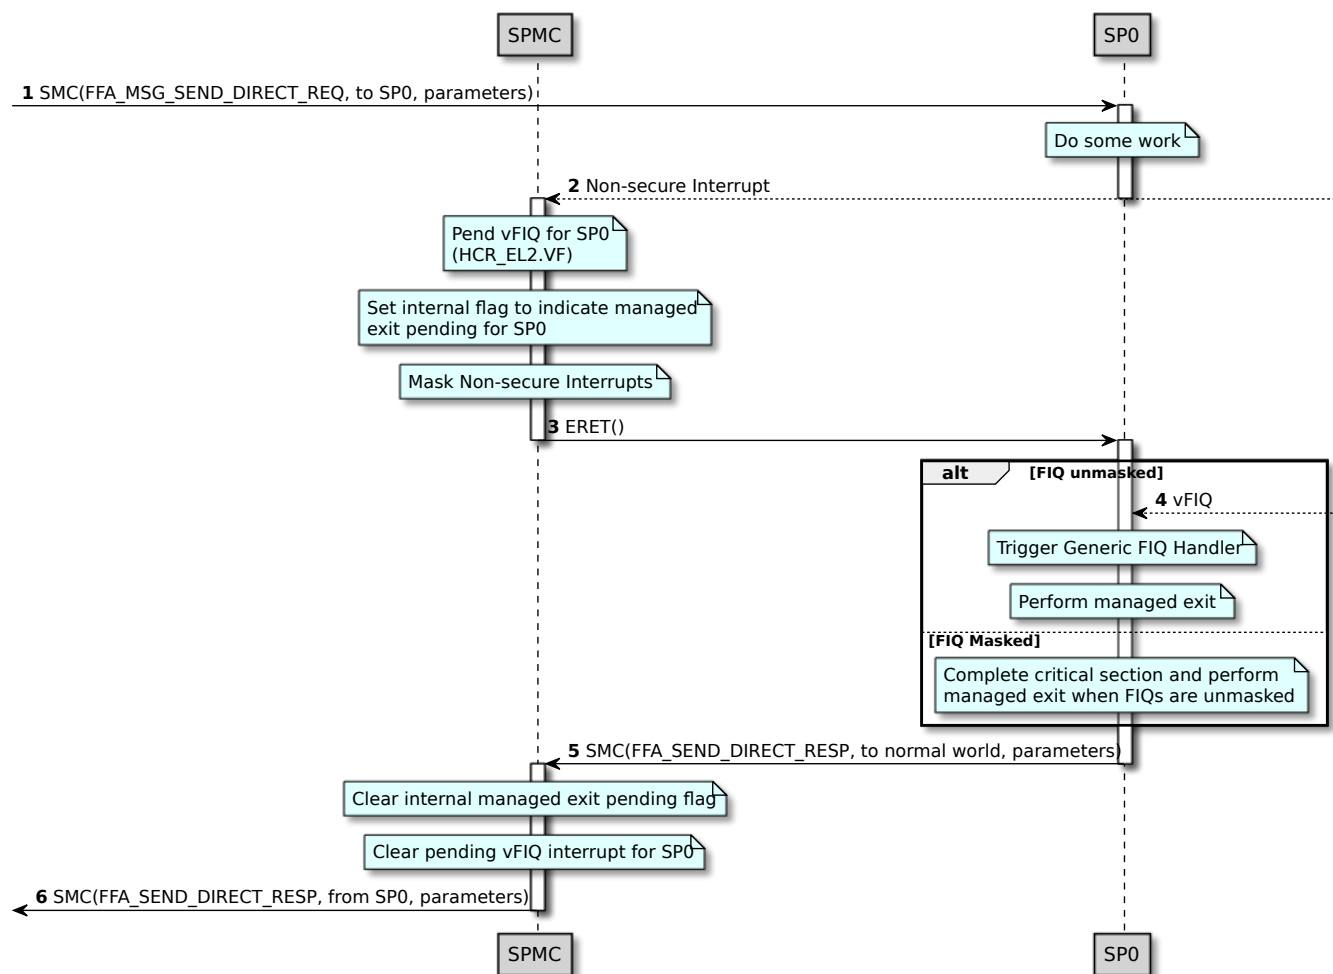 SPMC
SP0
1 SMC(FFA_MSG_SEND_DIRECT_REQ, to SP0, parameters)
Do some work
2 Non-secure Interrupt
Pend vFIQ for SP0
(HCR_EL2.VF)
Set internal flag to indicate managed
exit pending for SP0
Mask Non-secure Interrupts
3 ERET()
alt
[FIQ unmasked]
4 vFIQ
Trigger Generic FIQ Handler
Perform managed exit
[FIQ Masked]
Complete critical section and perform
managed exit when FIQs are unmasked
5 SMC(FFA_SEND_DIRECT_RESP, to normal world, parameters)
Clear internal managed exit pending flag
Clear pending vFIQ interrupt for SP0
6 SMC(FFA_SEND_DIRECT_RESP, from SP0, parameters)
SPMC
SP0